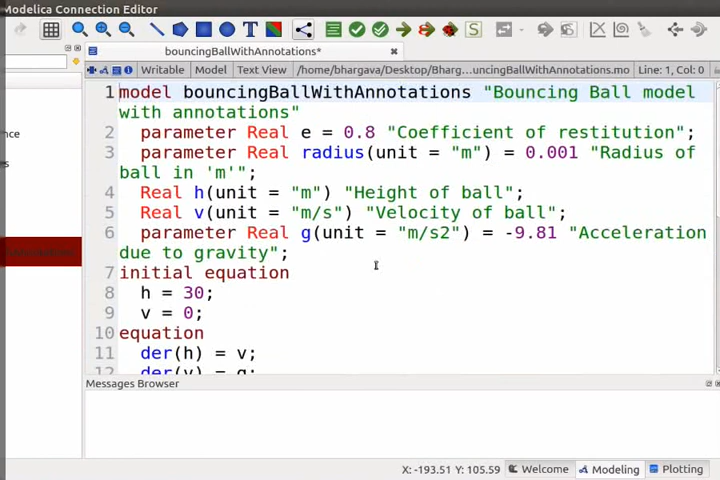 Modelica Connection Editor
bouncingBallWithAnnotations*
Writable Model Text View /home/bhargava/Desktop/Bharg...uncingBallWithAnnotations.mo Line: 1, Col: 0
1 model bouncingBallWithAnnotations "Bouncing Ball model
with annotations"
2 parameter Real e = 0.8 "Coefficient of restitution";
3 parameter Real radius(unit = "m") = 0.001 "Radius of
ball in 'm'";
4 Real h(unit = "m") "Height of ball";
5 Real v(unit = "m/s") "Velocity of ball";
6 parameter Real g(unit = "m/s2") = -9.81 "Acceleration
due to gravity";
7 initial equation
8 h = 30;
9 v = 0;
10 equation
11 der(h) = v;
12 der(v) = g;
Messages Browser
X: -193.51 Y: 105.59 Welcome Modeling Plotting